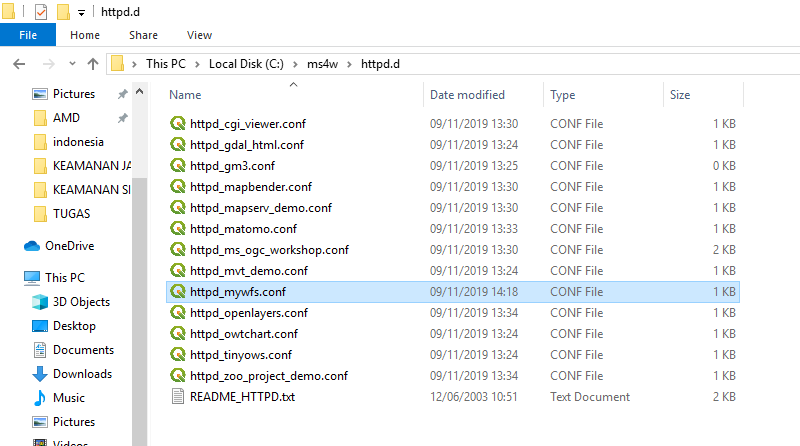 httpd.d
File Home Share View
This PC Local Disk (C:) ms4w httpd.d
Name Date modified Type Size
Pictures
AMD
indonesia
KEAMANAN JA
KEAMANAN SI
TUGAS
OneDrive
This PC
3D Objects
Desktop
Documents
Downloads
Music
Pictures
Videos
httpd_cgi_viewer.conf 09/11/2019 13:30 CONF File 1 KB
httpd_gdal_html.conf 09/11/2019 13:24 CONF File 1 KB
httpd_gm3.conf 09/11/2019 13:25 CONF File 0 KB
httpd_mapbender.conf 09/11/2019 13:30 CONF File 1 KB
httpd_mapserv_demo.conf 09/11/2019 13:30 CONF File 1 KB
httpd_matomo.conf 09/11/2019 13:33 CONF File 1 KB
httpd_ms_ogc_workshop.conf 09/11/2019 13:30 CONF File 2 KB
httpd_mvt_demo.conf 09/11/2019 13:24 CONF File 1 KB
httpd_mywfs.conf 09/11/2019 14:18 CONF File 1 KB
httpd_openlayers.conf 09/11/2019 13:34 CONF File 1 KB
httpd_owtchart.conf 09/11/2019 13:24 CONF File 1 KB
httpd_tinyows.conf 09/11/2019 13:24 CONF File 1 KB
httpd_zoo_project_demo.conf 09/11/2019 13:34 CONF File 1 KB
README_HTTPD.txt 12/06/2003 10:51 Text Document 2 KB